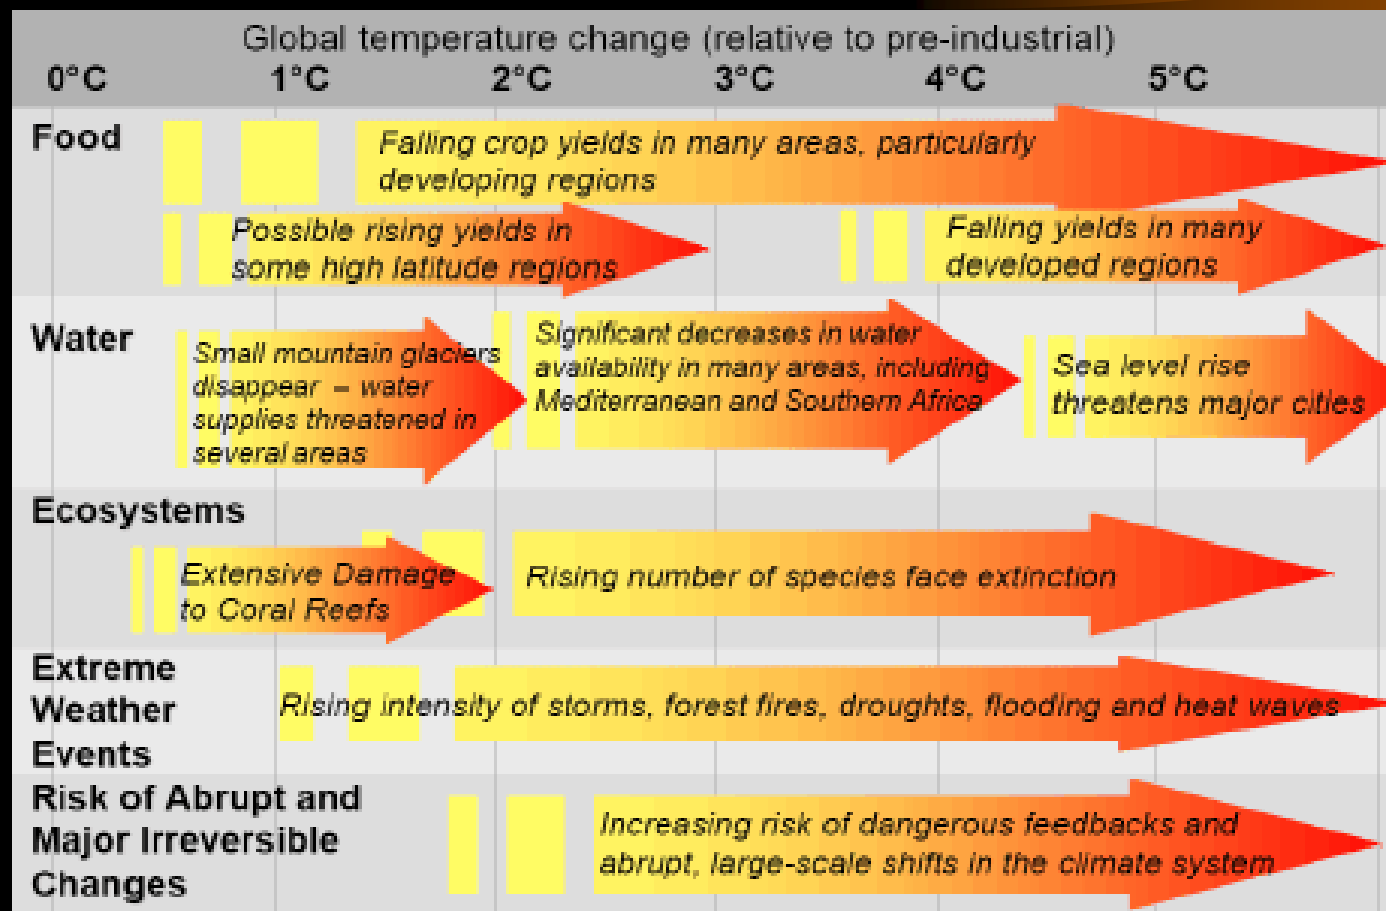 Global temperature change (relative to pre-industrial)
0°C 1°C 2°C 3°C 4°C 5°C
Food
Falling crop yields in many areas, particularly
developing regions
Possible rising yields in
some high latitude regions
Falling yields in many
developed regions
Water
Small mountain glaciers
disappear – water
supplies threatened in
several areas
Significant decreases in water
availability in many areas, including
Mediterranean and Southern Africa
Sea level rise
threatens major cities
Ecosystems
Extensive Damage
to Coral Reefs
Rising number of species face extinction
Extreme
Weather
Events
Rising intensity of storms, forest fires, droughts, flooding and heat waves
Risk of Abrupt and
Major Irreversible
Changes
Increasing risk of dangerous feedbacks and
abrupt, large-scale shifts in the climate system